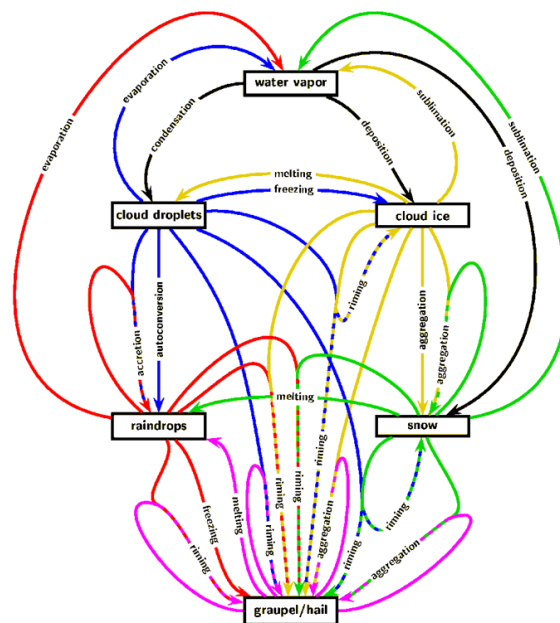 water vapor
evaporation
evaporation
condensation
deposition
sublimation
sublimation
deposition
melting
freezing
cloud droplets
cloud ice
riming
accretion
autoconversion
aggregation
aggregation
melting
raindrops
snow
riming
riming
riming
riming
freezing
melting
riming
riming
aggregation
riming
aggregation
graupel/hail